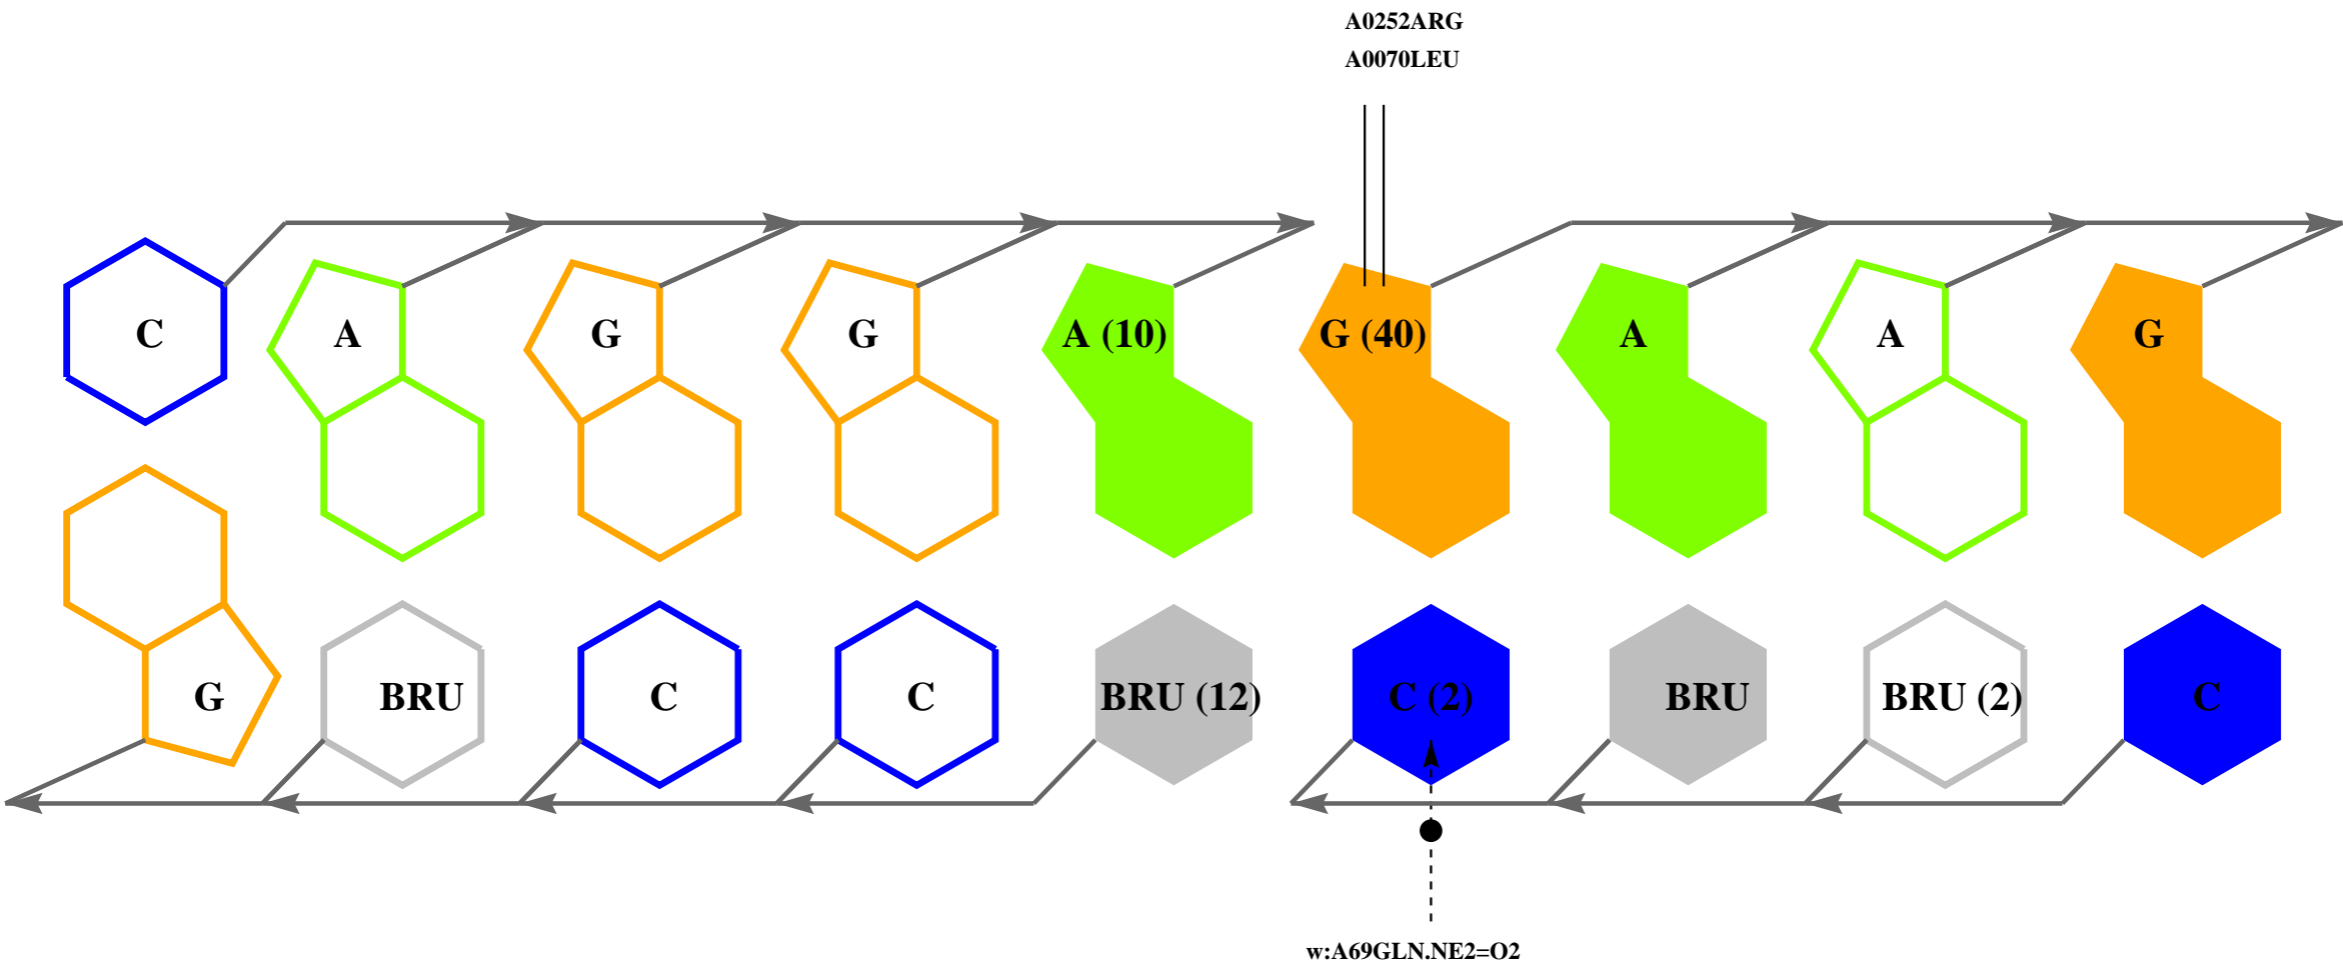 A0252ARG
A0070LEU
C A G G A (10) G (40) A A G
G BRU C C BRU (12) C (2) BRU BRU (2) C
w:A69GLN.NE2=O2